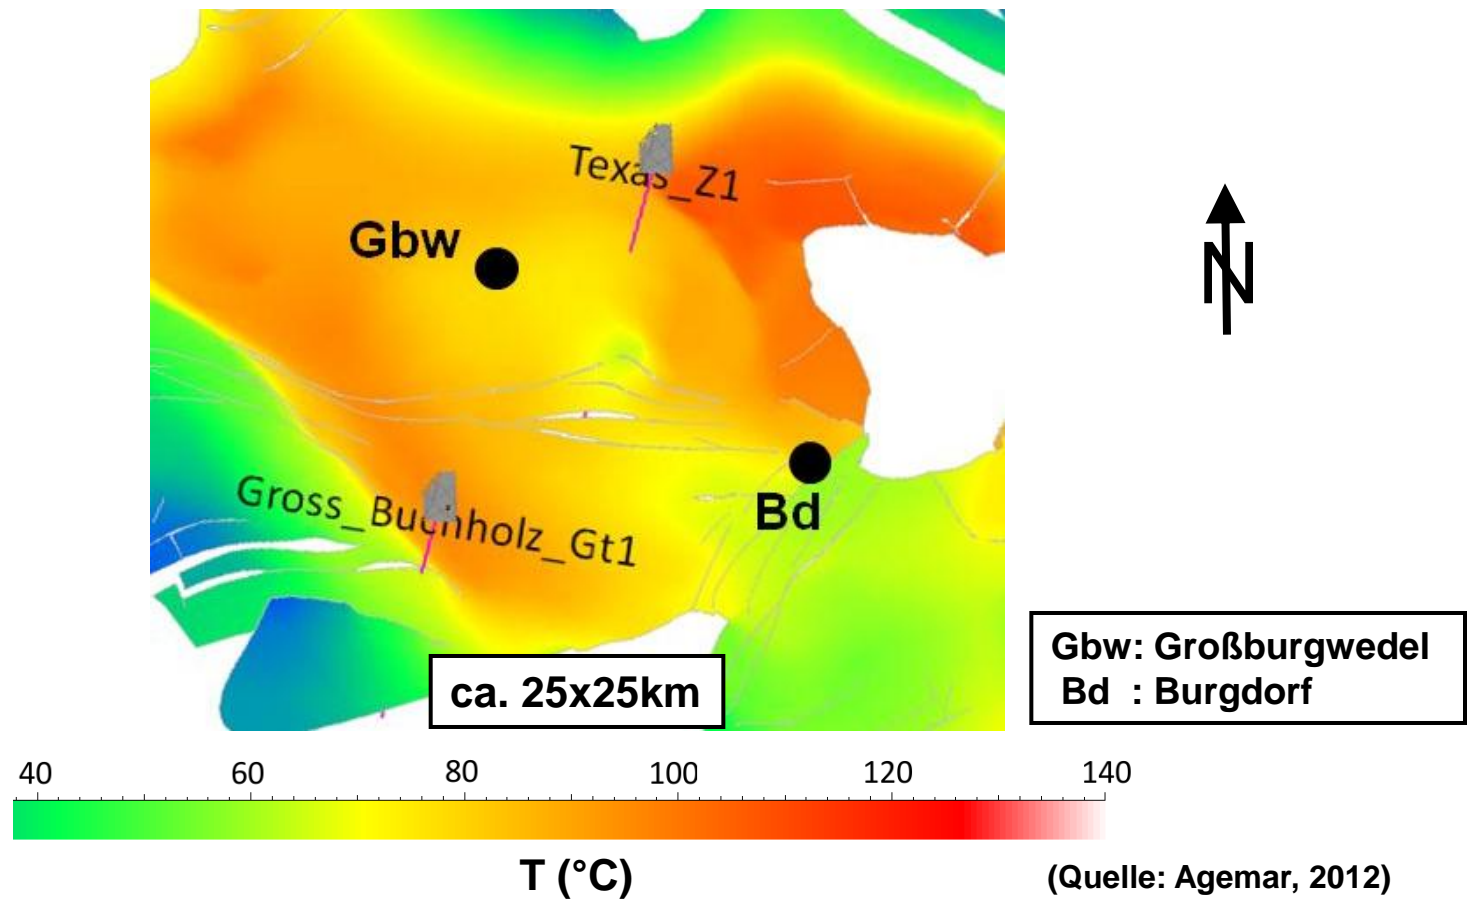 Texas_Z1
Gbw
N
Gross_Buchholz_Gt1
Bd
Gbw: Großburgwedel
Bd : Burgdorf
ca. 25x25km
40 60 80 100 120 140
T (°C)
(Quelle: Agemar, 2012)